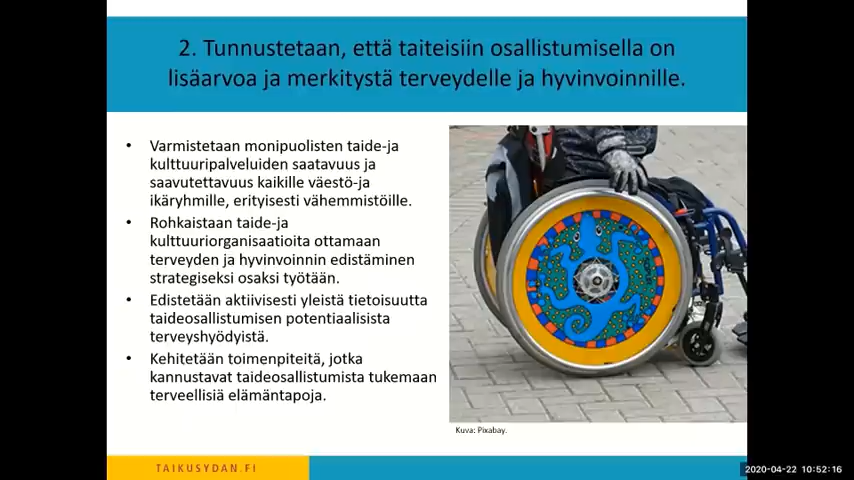 2. Tunnustetaan, että taiteisiin osallistumisella on
lisäarvoa ja merkitystä terveydelle ja hyvinvoinnille.
• Varmistetaan monipuolisten taide-ja
kulttuuripalveluiden saatavuus ja
saavutettavuus kaikille väestö-ja
ikäryhmille, erityisesti vähemmistöille.
• Rohkaistaan taide-ja
kulttuuriorganisaatioita ottamaan
terveyden ja hyvinvoinnin edistäminen
strategiseksi osaksi työtään.
• Edistetään aktiivisesti yleistä tietoisuutta
taideosallistumisen potentiaalisista
terveyshyödyistä.
• Kehitetään toimenpiteitä, jotka
kannustavat taideosallistumista tukemaan
terveellisiä elämäntapoja.
Kuva: Pixabay.
TAIKUSYDAN.FI
2020-04-22 10:52:16